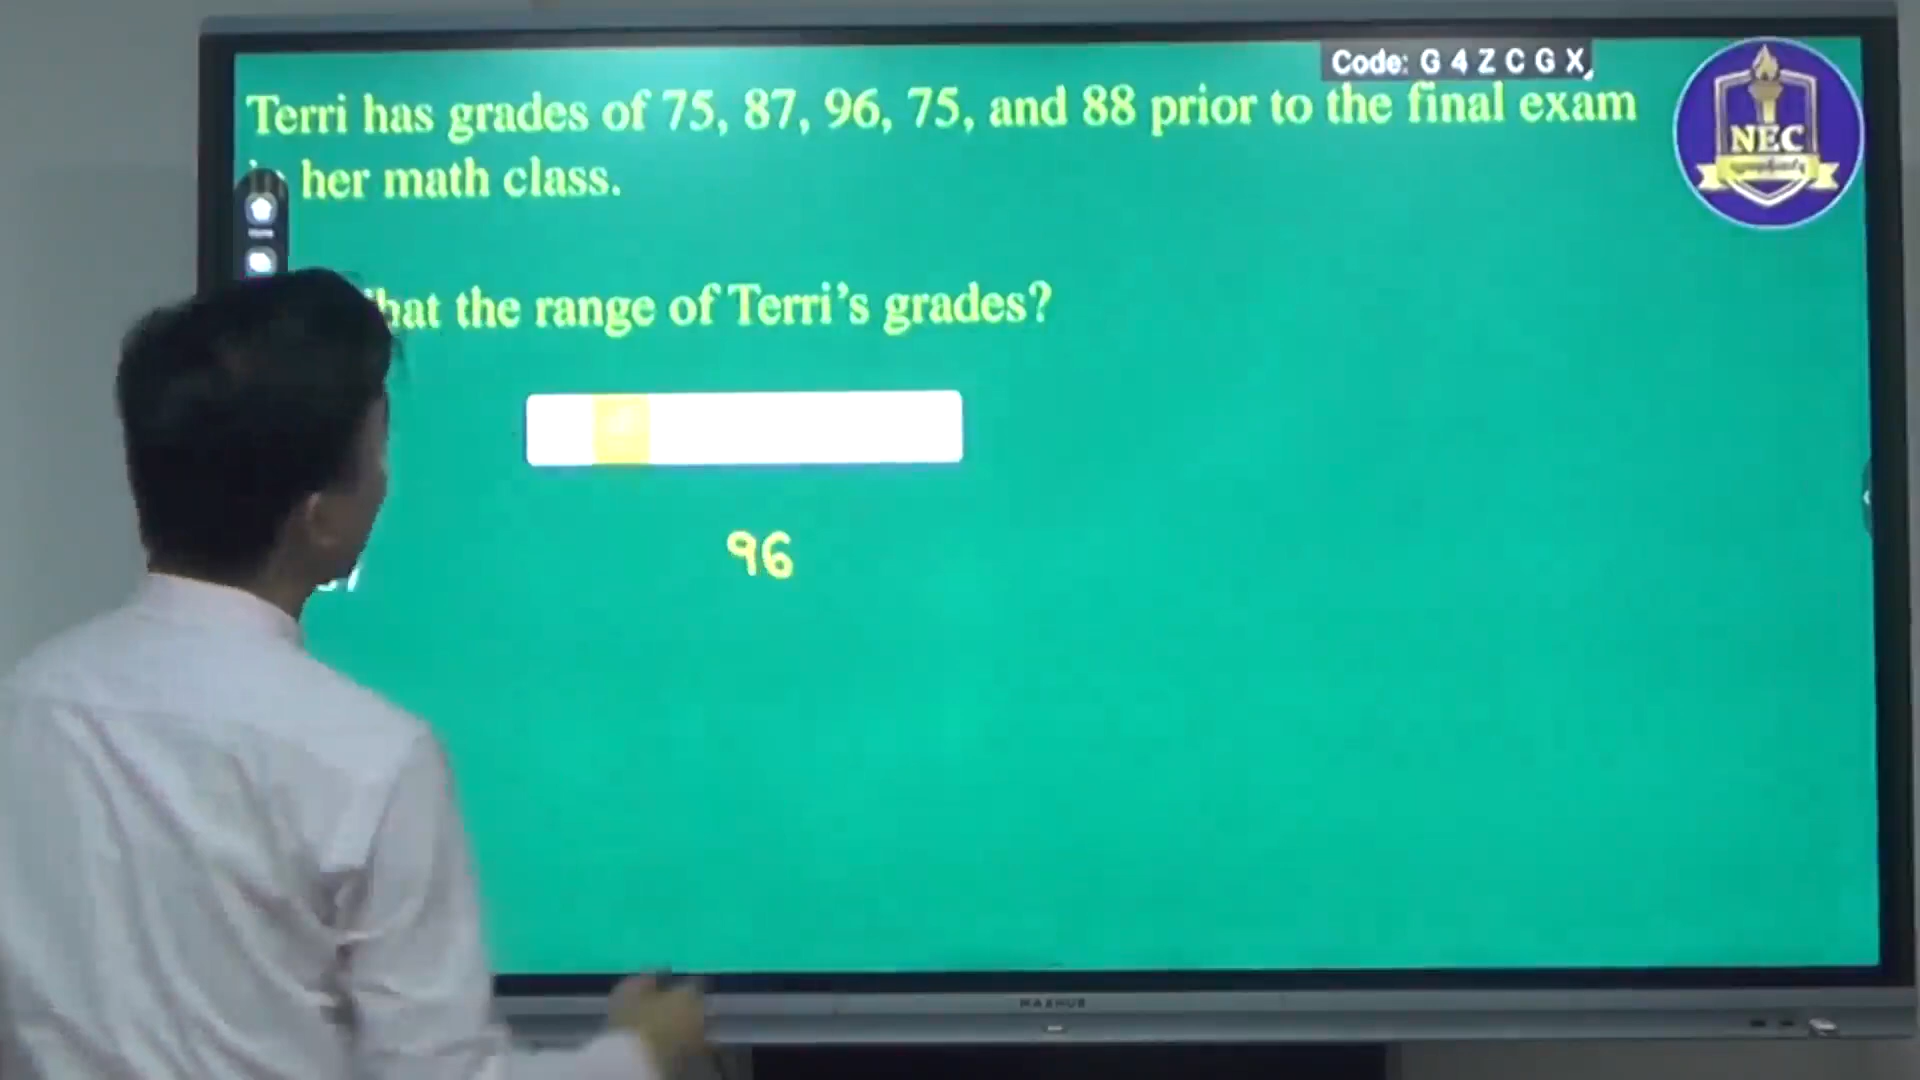 Code: G 4 Z C G X
Terri has grades of 75, 87, 96, 75, and 88 prior to the final exam
her math class.
hat the range of Terri’s grades?
96
NEC
MAXHUB